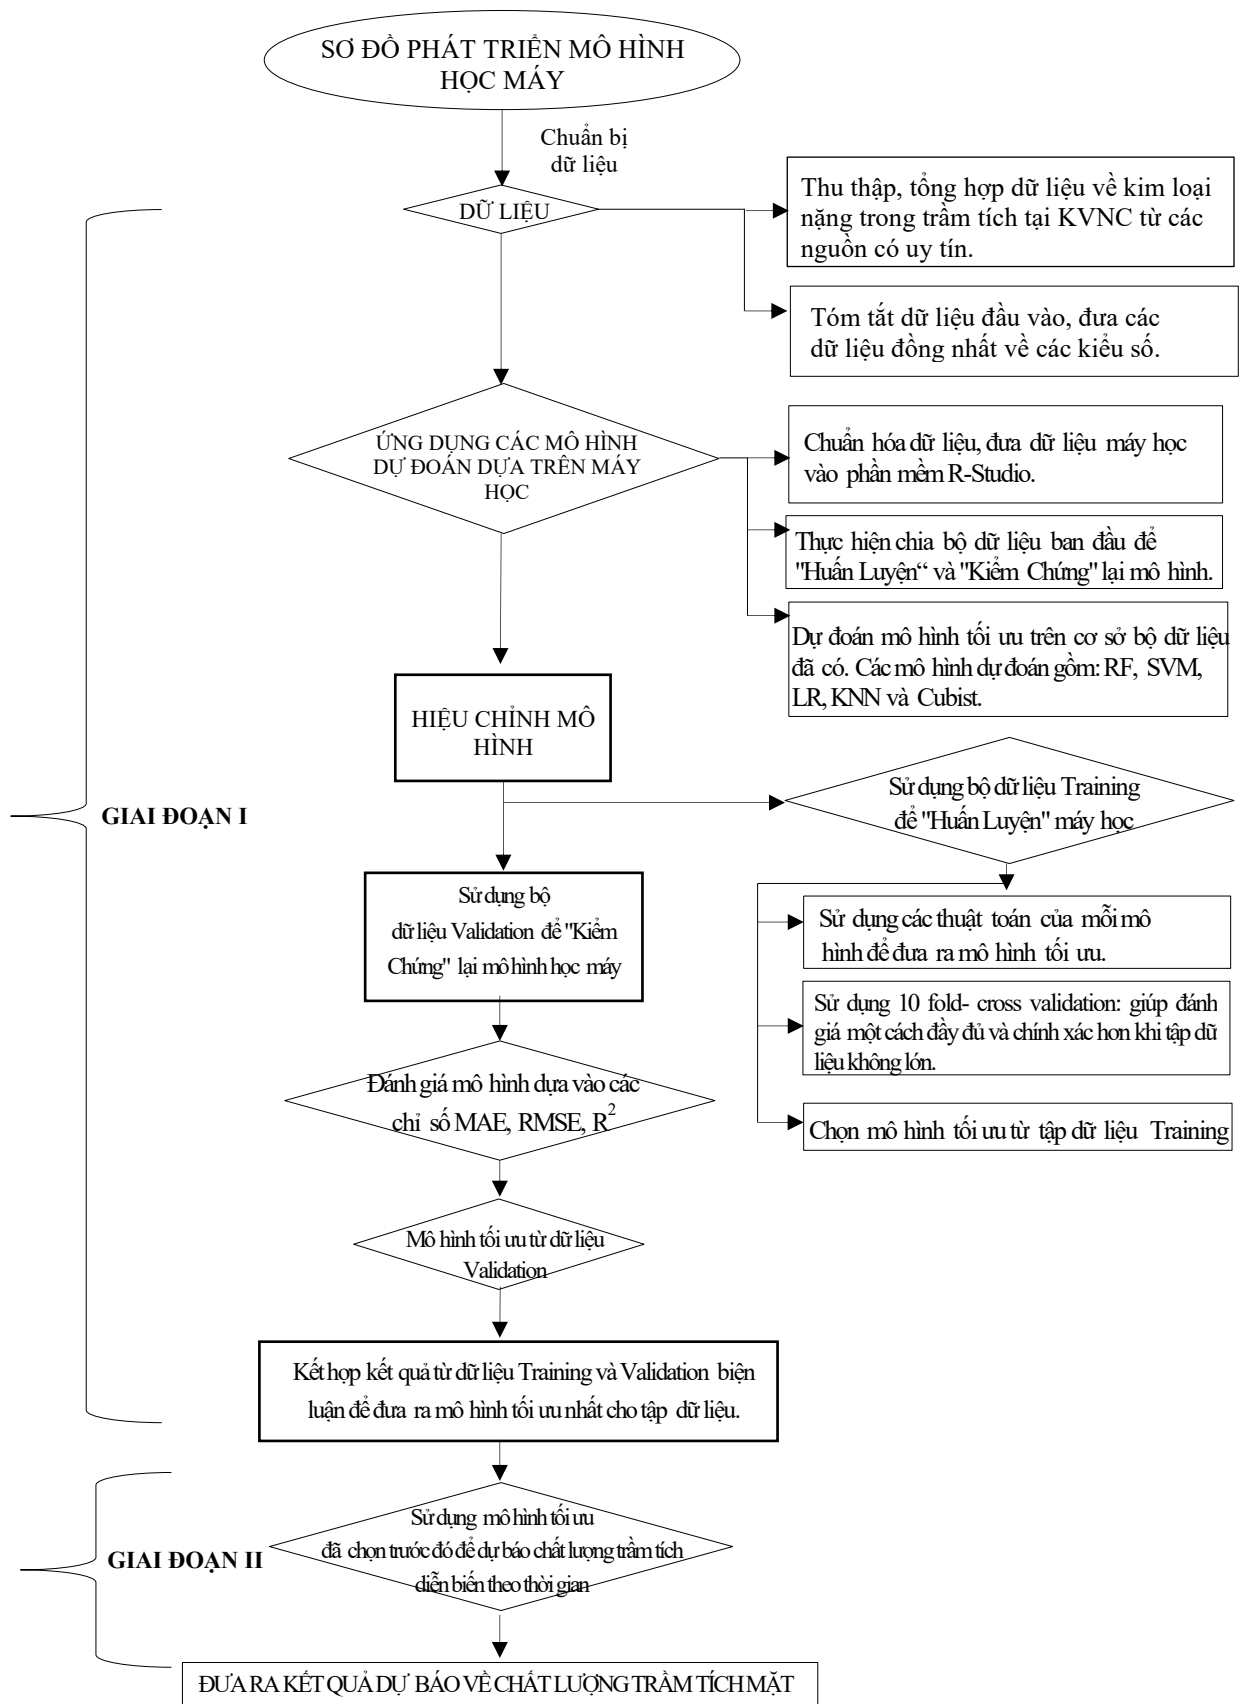 SƠ ĐỒ PHÁT TRIỂN MÔ HÌNH
HỌC MÁY
Chuẩn bị
dữ liệu
DỮ LIỆU
Thu thập, tổng hợp dữ liệu về kim loại
nặng trong trầm tích tại KVNC từ các
nguồn có uy tín.
Tóm tắt dữ liệu đầu vào, đưa các
dữ liệu đồng nhất về các kiểu số.
ỨNG DỤNG CÁC MÔ HÌNH
DỰ ĐOÁN DỰA TRÊN MÁY
HỌC
Chuẩn hóa dữ liệu, đưa dữ liệu máy học
vào phần mềm R-Studio.
Thực hiện chia bộ dữ liệu ban đầu để
"Huấn Luyện“ và "Kiểm Chứng" lại mô hình.
Dự đoán mô hình tối ưu trên cơ sở bộ dữ liệu
đã có. Các mô hình dự đoán gồm: RF, SVM,
LR, KNN và Cubist.
HIỆU CHỈNH MÔ
HÌNH
Sử dụng bộ dữ liệu Training
để "Huấn Luyện" máy học
GIAI ĐOẠN I
Sử dụng bộ
dữ liệu Validation để "Kiểm
Chứng" lại mô hình học máy
Sử dụng các thuật toán của mỗi mô
hình để đưa ra mô hình tối ưu.
Sử dụng 10 fold- cross validation: giúp đánh
giá một cách đầy đủ và chính xác hơn khi tập dữ
liệu không lớn.
Chọn mô hình tối ưu từ tập dữ liệu Training
Đánh giá mô hình dựa vào các
chỉ số MAE, RMSE, R²
Mô hình tối ưu từ dữ liệu
Validation
Kết hợp kết quả từ dữ liệu Training và Validation biện
luận để đưa ra mô hình tối ưu nhất cho tập dữ liệu.
GIAI ĐOẠN II
Sử dụng mô hình tối ưu
đã chọn trước đó để dự báo chất lượng trầm tích
diễn biến theo thời gian
ĐƯA RA KẾT QUẢ DỰ BÁO VỀ CHẤT LƯỢNG TRẦM TÍCH MẶT